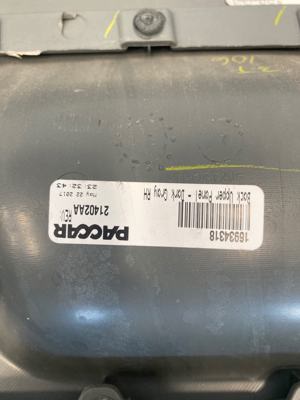 PACCAR
16934318
Back Upper Panel - Dark Gray RH
REV:
21402AA
May 22 2017
23:32:43